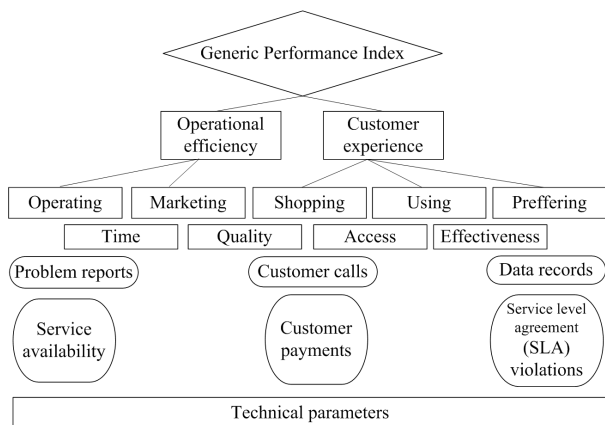 Generic Performance Index
Operational
efficiency
Customer
experience
Operating
Marketing
Shopping
Using
Preffering
Time
Quality
Access
Effectiveness
Problem reports
Customer calls
Data records
Service
availability
Customer
payments
Service level
agreement
(SLA)
violations
Technical parameters